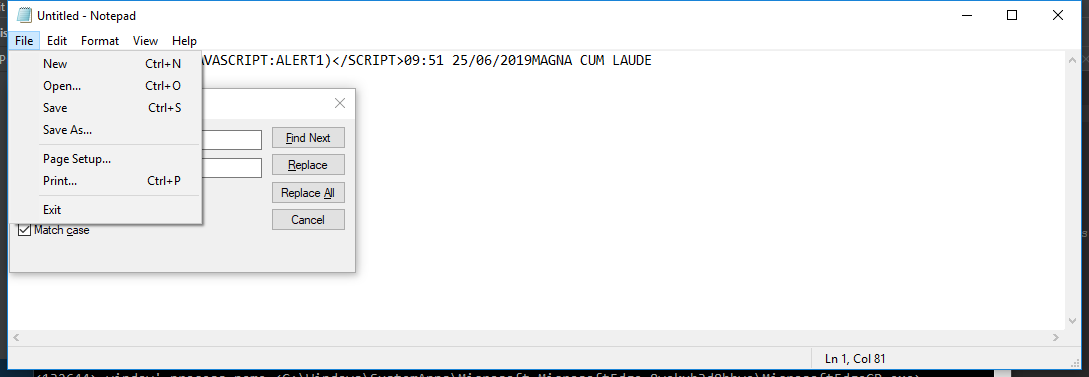 Untitled - Notepad
File Edit Format View Help
AVASCRIPT:ALERT1)</SCRIPT>09:51 25/06/2019MAGNA CUM LAUDE
New Ctrl+N
Open... Ctrl+O
Save Ctrl+S
Save As...
Page Setup...
Print... Ctrl+P
Exit
Find Next
Replace
Replace All
Cancel
Match case
Ln 1, Col 81